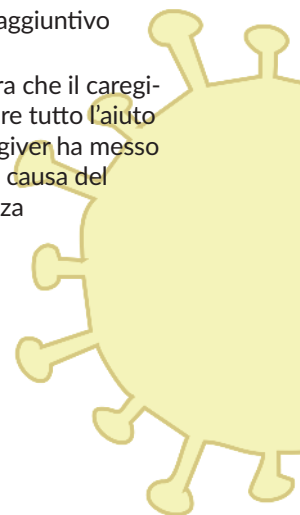 aggiuntivo
ra che il caregi-
re tutto l'aiuto
giver ha messo
causa del
za